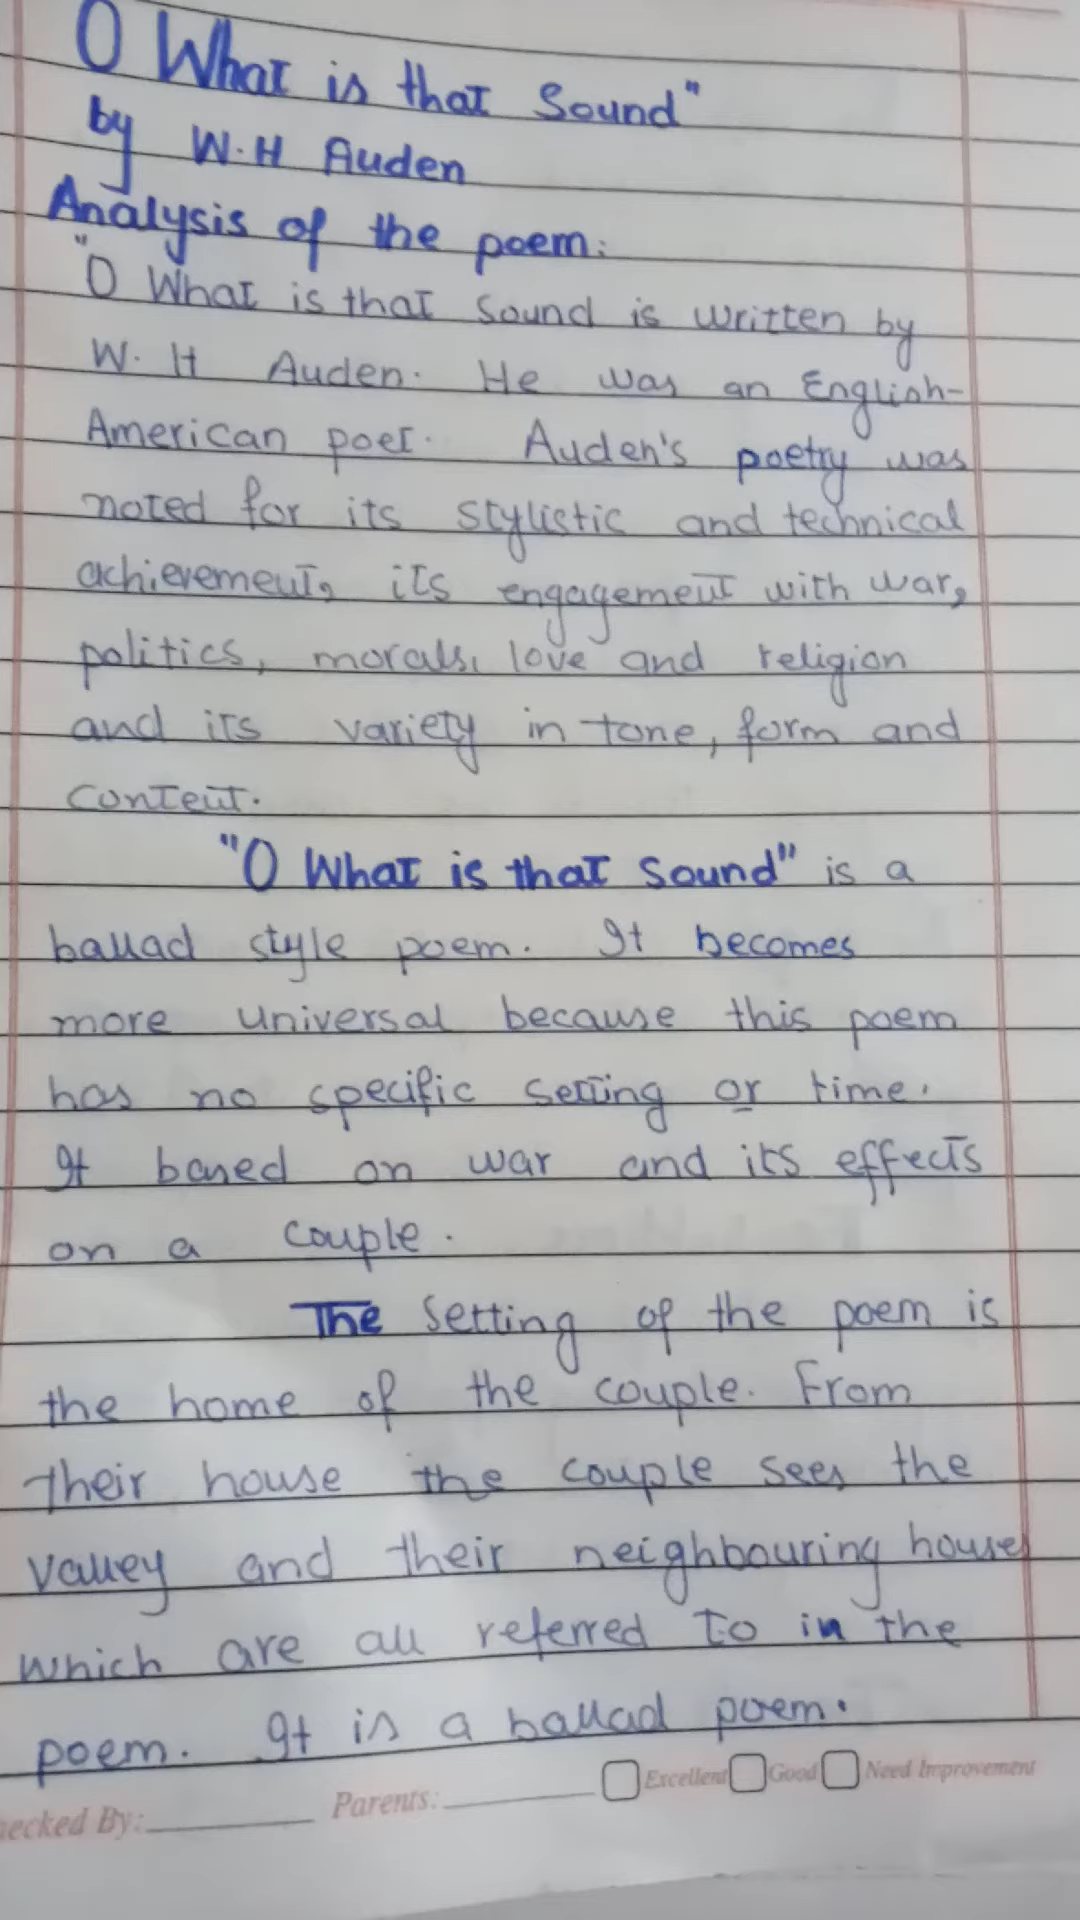 O What is that Sound"
by W.H Auden
Analysis of the poem:
"O What is that Sound is written by
W. H Auden. He was an English-
American poet. Auden's poetry was
noted for its stylistic and technical
achievement, its engagement with war,
politics, morals, love and religion
and its variety in tone, form and
content.
"O What is that Sound" is a
ballad style poem. It becomes
more universal because this poem
has no specific setting or time.
It based on war and its effects
on a couple.
The Setting of the poem is
the home of the couple. From
their house the couple sees the
valley and their neighbouring houses
which are all referred to in the
poem. It is a ballad poem.
Excellent Good Need Improvement
ecked By: Parents: